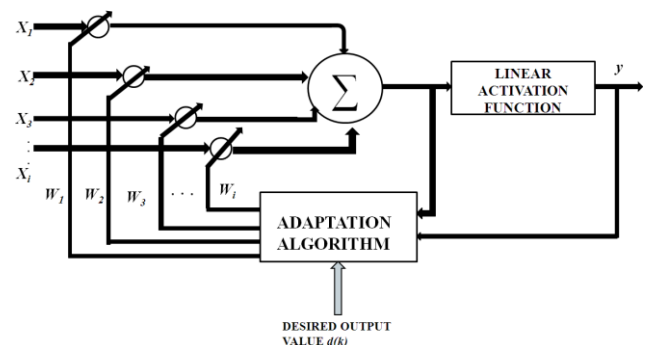 X1
X2
X3
:
Xi
W1 W2 W3 . . . Wi
Σ
LINEAR
ACTIVATION
FUNCTION
y
ADAPTATION
ALGORITHM
DESIRED OUTPUT
VALUE d(k)